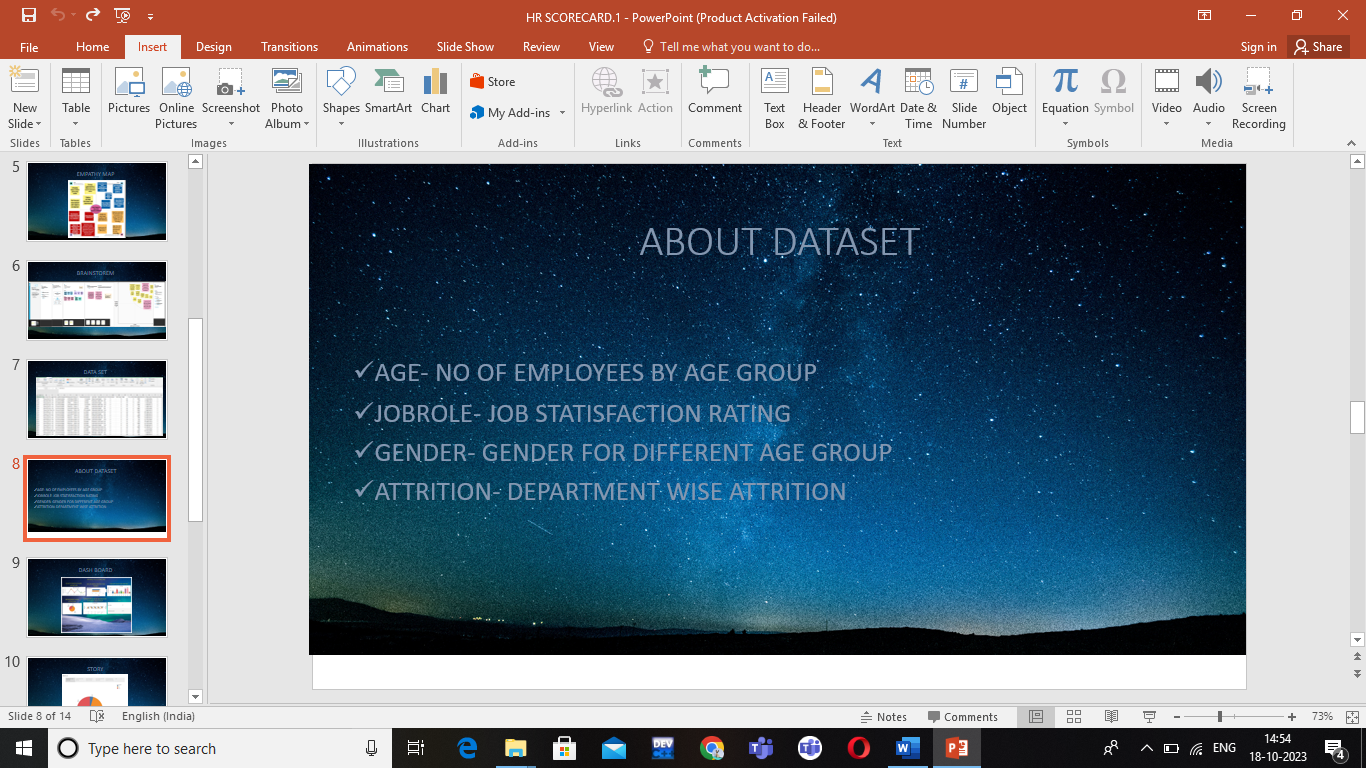 HR SCORECARD.1 - PowerPoint (Product Activation Failed)
File Home Insert Design Transitions Animations Slide Show Review View Tell me what you want to do... Sign in Share
New Slide
Table
Pictures
Online Pictures
Screenshot
Photo Album
Shapes
SmartArt
Chart
Store
My Add-ins
Hyperlink
Action
Comment
Text Box
Header & Footer
WordArt
Date & Time
Slide Number
Object
Equation
Symbol
Video
Audio
Screen Recording
Slides Tables Images Illustrations Add-ins Links Comments Text Symbols Media
5
EMPATHY MAP
6
BRAINSTOREM
7
DATA SET
8
ABOUT DATASET
9
DASH BOARD
10
STORY
ABOUT DATASET
✓AGE- NO OF EMPLOYEES BY AGE GROUP
✓JOBROLE- JOB STATISFACTION RATING
✓GENDER- GENDER FOR DIFFERENT AGE GROUP
✓ATTRITION- DEPARTMENT WISE ATTRITION
Slide 8 of 14 English (India) Notes Comments 73%
Type here to search
DEV
ENG
14:54
18-10-2023
4